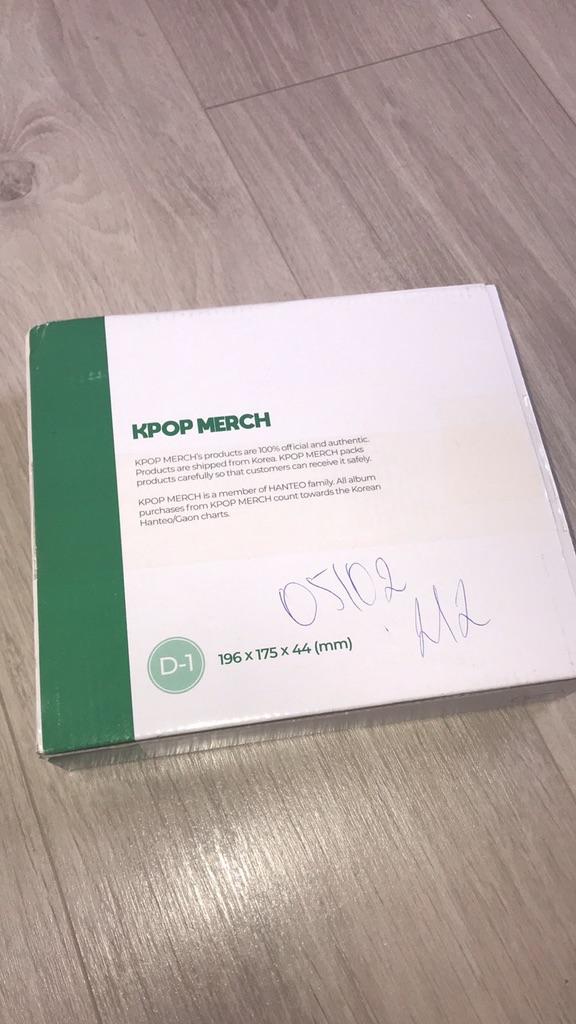 KPOP MERCH
KPOP MERCH's products are 100% official and authentic.
Products are shipped from Korea. KPOP MERCH packs
products carefully so that customers can receive it safely.
KPOP MERCH is a member of HANTEO family. All album
purchases from KPOP MERCH count towards the Korean
Hanteo/Gaon charts.
05102
212
D-1 196 x 175 x 44 (mm)